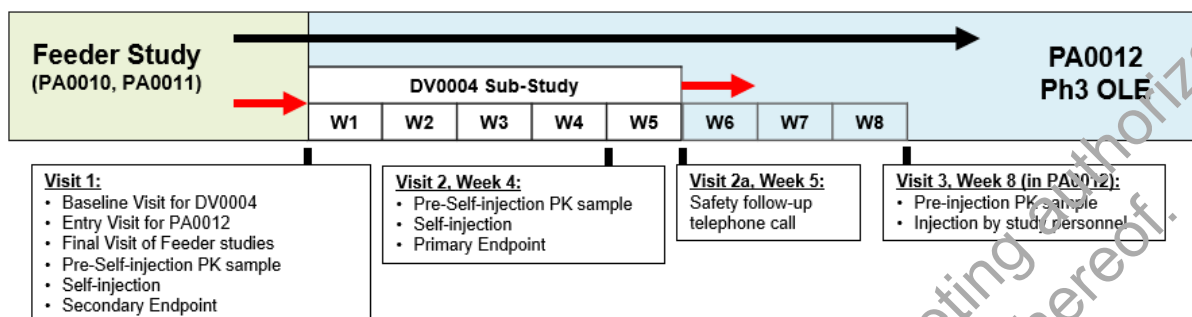 Feeder Study
(PA0010, PA0011)
PA0012
Ph3 OLE
DV0004 Sub-Study
W1 W2 W3 W4 W5 W6 W7 W8
Visit 1:
• Baseline Visit for DV0004
• Entry Visit for PA0012
• Final Visit of Feeder studies
• Pre-Self-injection PK sample
• Self-injection
• Secondary Endpoint
Visit 2, Week 4:
• Pre-Self-injection PK sample
• Self-injection
• Primary Endpoint
Visit 2a, Week 5:
Safety follow-up
telephone call
Visit 3, Week 8 (in PA0012):
• Pre-injection PK sample
• Injection by study personnel
eting authoriz
hereof.